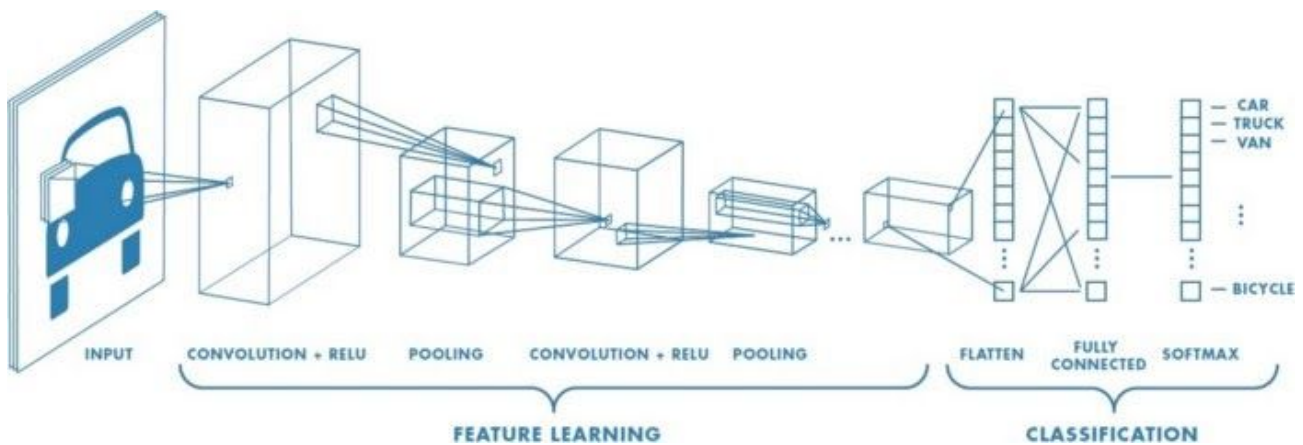 CAR
TRUCK
VAN
BICYCLE
INPUT
CONVOLUTION + RELU
POOLING
CONVOLUTION + RELU
POOLING
FLATTEN
FULLY
CONNECTED
SOFTMAX
FEATURE LEARNING
CLASSIFICATION